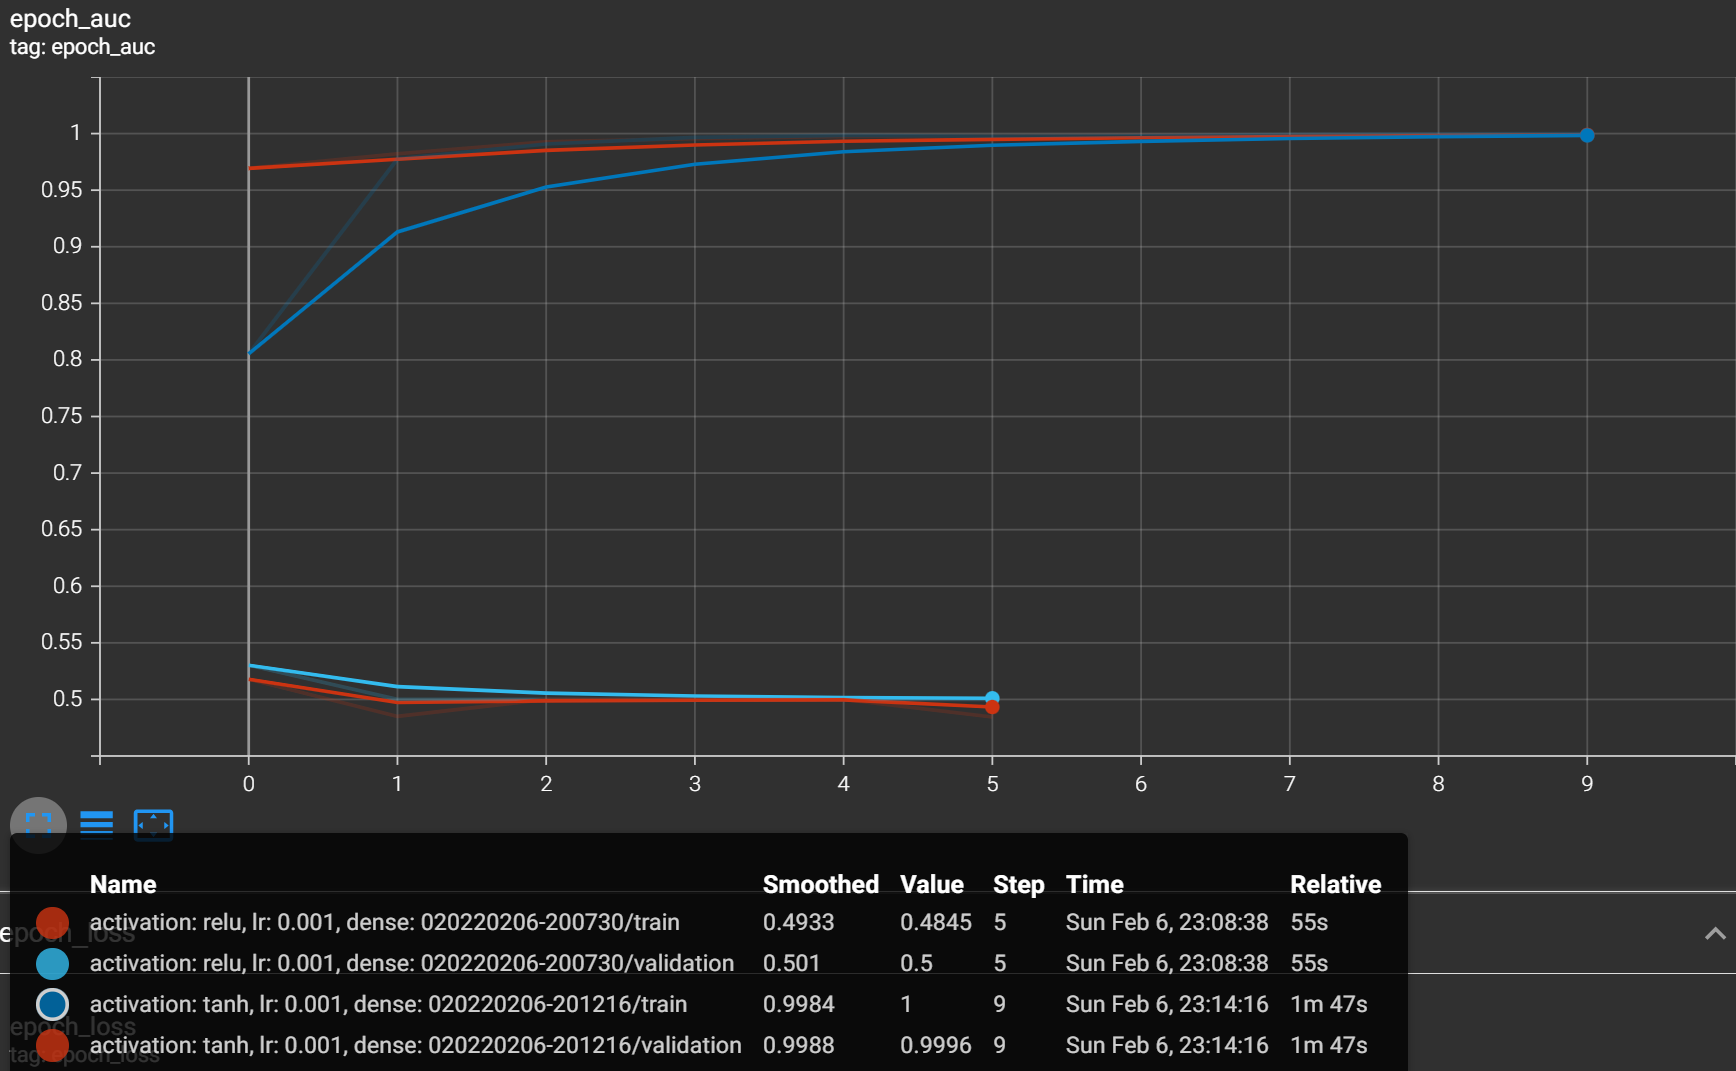 epoch_auc
tag: epoch_auc
1
0.95
0.9
0.85
0.8
0.75
0.7
0.65
0.6
0.55
0.5
0 1 2 3 4 5 6 7 8 9
Name Smoothed Value Step Time Relative
activation: relu, lr: 0.001, dense: 020220206-200730/train 0.4933 0.4845 5 Sun Feb 6, 23:08:38 55s
epoch_loss
activation: relu, lr: 0.001, dense: 020220206-200730/validation 0.501 0.5 5 Sun Feb 6, 23:08:38 55s
activation: tanh, lr: 0.001, dense: 020220206-201216/train 0.9984 1 9 Sun Feb 6, 23:14:16 1m 47s
epoch_loss
activation: tanh, lr: 0.001, dense: 020220206-201216/validation 0.9988 0.9996 9 Sun Feb 6, 23:14:16 1m 47s
tag: epoch_loss